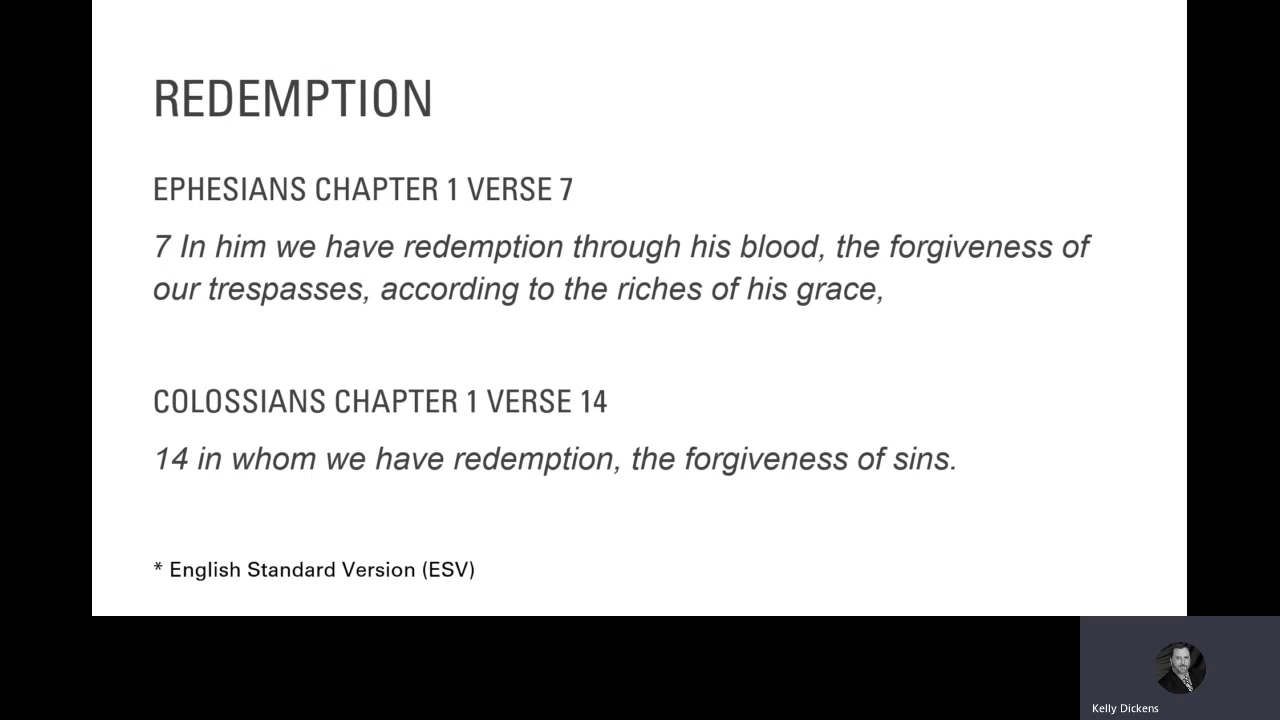 REDEMPTION
EPHESIANS CHAPTER 1 VERSE 7
7 In him we have redemption through his blood, the forgiveness of
our trespasses, according to the riches of his grace,
COLOSSIANS CHAPTER 1 VERSE 14
14 in whom we have redemption, the forgiveness of sins.
* English Standard Version (ESV)
Kelly Dickens